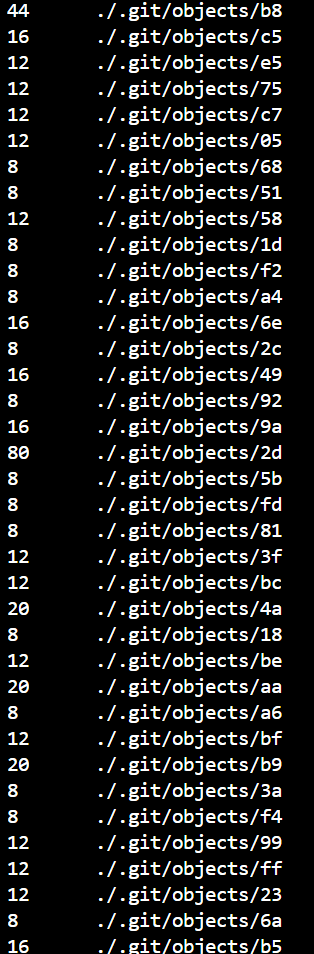 44 ./.git/objects/b8
16 ./.git/objects/c5
12 ./.git/objects/e5
12 ./.git/objects/75
12 ./.git/objects/c7
12 ./.git/objects/05
8 ./.git/objects/68
8 ./.git/objects/51
12 ./.git/objects/58
8 ./.git/objects/1d
8 ./.git/objects/f2
8 ./.git/objects/a4
16 ./.git/objects/6e
8 ./.git/objects/2c
16 ./.git/objects/49
8 ./.git/objects/92
16 ./.git/objects/9a
80 ./.git/objects/2d
8 ./.git/objects/5b
8 ./.git/objects/fd
8 ./.git/objects/81
12 ./.git/objects/3f
12 ./.git/objects/bc
20 ./.git/objects/4a
8 ./.git/objects/18
12 ./.git/objects/be
20 ./.git/objects/aa
8 ./.git/objects/a6
12 ./.git/objects/bf
20 ./.git/objects/b9
8 ./.git/objects/3a
8 ./.git/objects/f4
12 ./.git/objects/99
12 ./.git/objects/ff
12 ./.git/objects/23
8 ./.git/objects/6a
16 ./.git/objects/b5